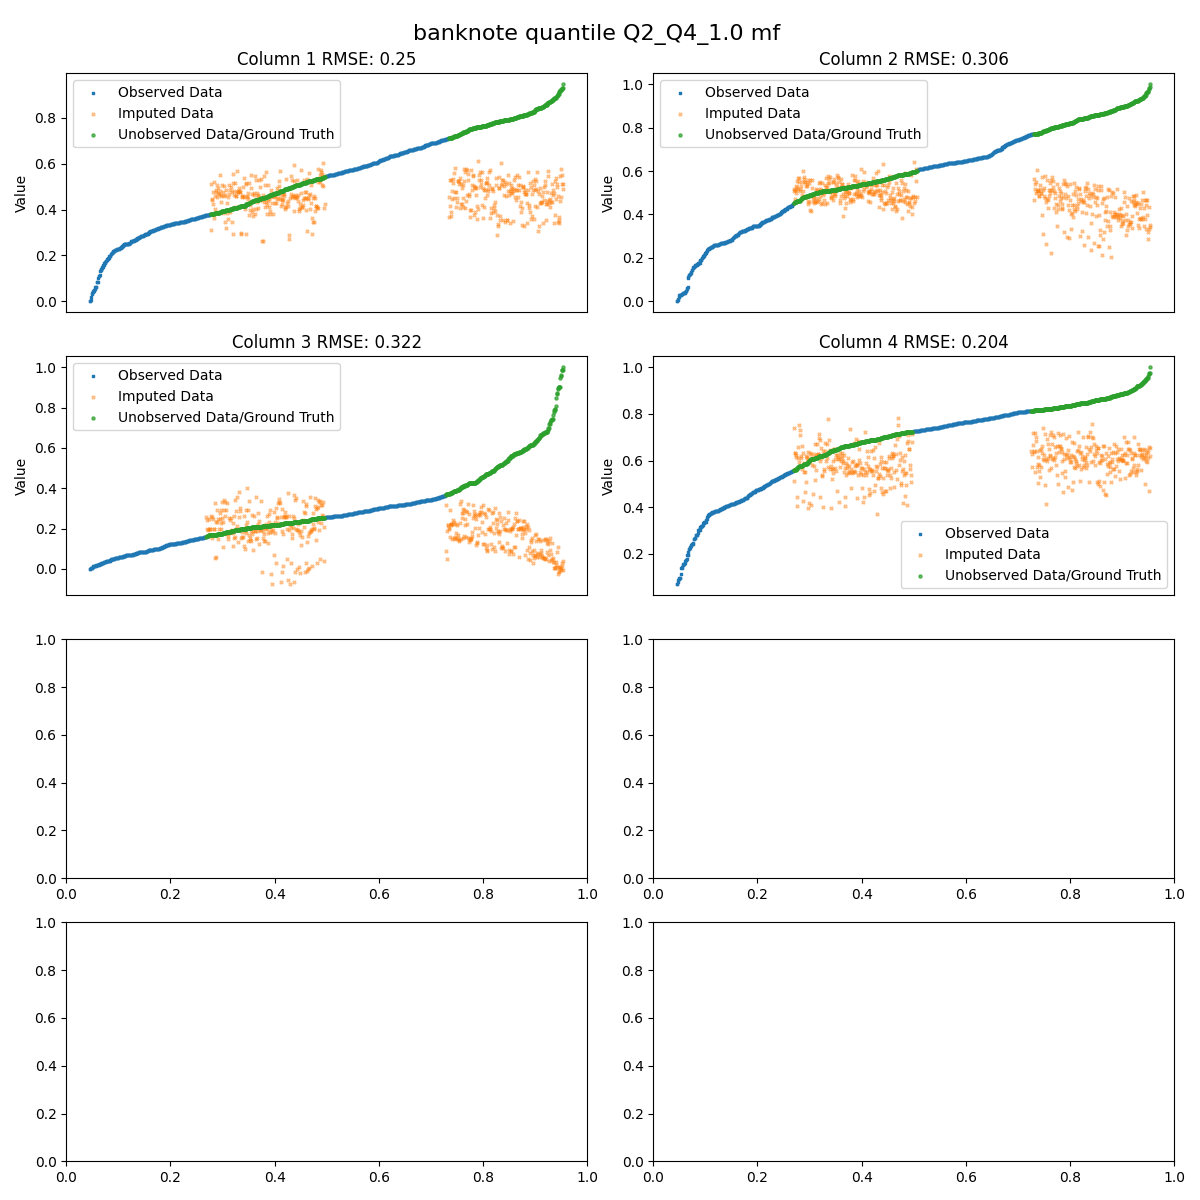 banknote quantile Q2_Q4_1.0 mf
Column 1 RMSE: 0.25
Observed Data
Imputed Data
Unobserved Data/Ground Truth
Value
0.8
0.6
0.4
0.2
0.0
Column 2 RMSE: 0.306
Observed Data
Imputed Data
Unobserved Data/Ground Truth
Value
1.0
0.8
0.6
0.4
0.2
0.0
Column 3 RMSE: 0.322
Observed Data
Imputed Data
Unobserved Data/Ground Truth
Value
1.0
0.8
0.6
0.4
0.2
0.0
Column 4 RMSE: 0.204
Value
1.0
0.8
0.6
0.4
0.2
Observed Data
Imputed Data
Unobserved Data/Ground Truth
1.0
0.8
0.6
0.4
0.2
0.0
0.0 0.2 0.4 0.6 0.8 1.0
1.0
0.8
0.6
0.4
0.2
0.0
0.0 0.2 0.4 0.6 0.8 1.0
1.0
0.8
0.6
0.4
0.2
0.0
0.0 0.2 0.4 0.6 0.8 1.0
1.0
0.8
0.6
0.4
0.2
0.0
0.0 0.2 0.4 0.6 0.8 1.0